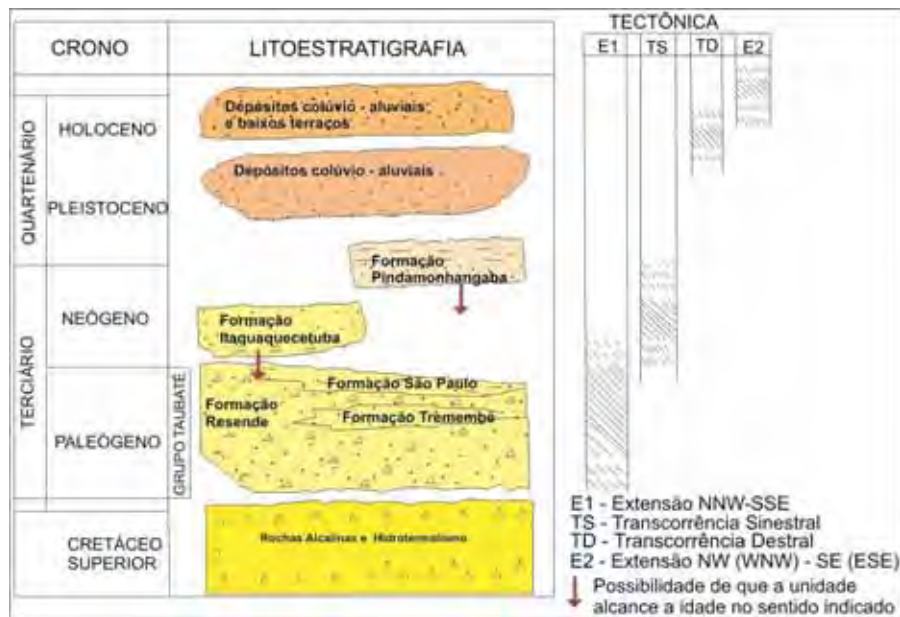 TECTÔNICA
CRONO
LITOESTRATIGRAFIA
E1
TS
TD
E2
QUARTENÁRIO
HOLOCENO
PLEISTOCENO
Depósitos colúvio - aluviais
e baixos terraços
Depósitos colúvio - aluviais
Formação
Pindamonhangaba
TERCIÁRIO
NEÓGENO
PALEÓGENO
Formação
Itaquaquecetuba
GRUPO TAUBATÉ
Formação São Paulo
Formação
Resende
Formação Tremembé
CRETÁCEO
SUPERIOR
Rochas Alcalinas e Hidrotermalismo
E1 - Extensão NNW-SSE
TS - Transcorrência Sinestral
TD - Transcorrência Destral
E2 - Extensão NW (WNW) - SE (ESE)
Possibilidade de que a unidade
alcance a idade no sentido indicado